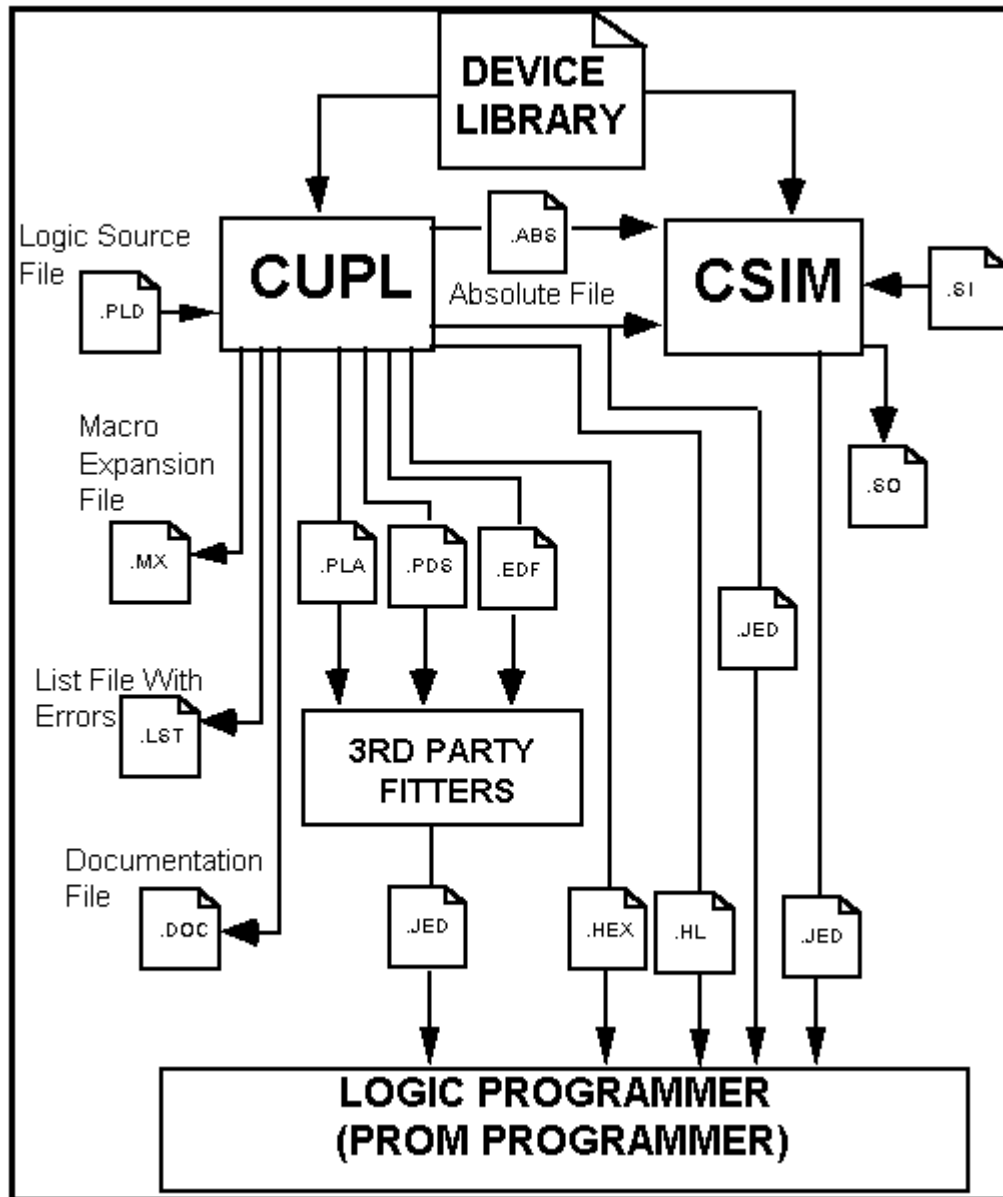 DEVICE
LIBRARY
Logic Source
File
.PLD
CUPL
.ABS
Absolute File
CSIM
.SI
.SO
Macro
Expansion
File
.MX
.PLA
.PDS
.EDF
.JED
List File With
Errors
.LST
3RD PARTY
FITTERS
Documentation
File
.DOC
.JED
.HEX
.HL
.JED
LOGIC PROGRAMMER
(PROM PROGRAMMER)